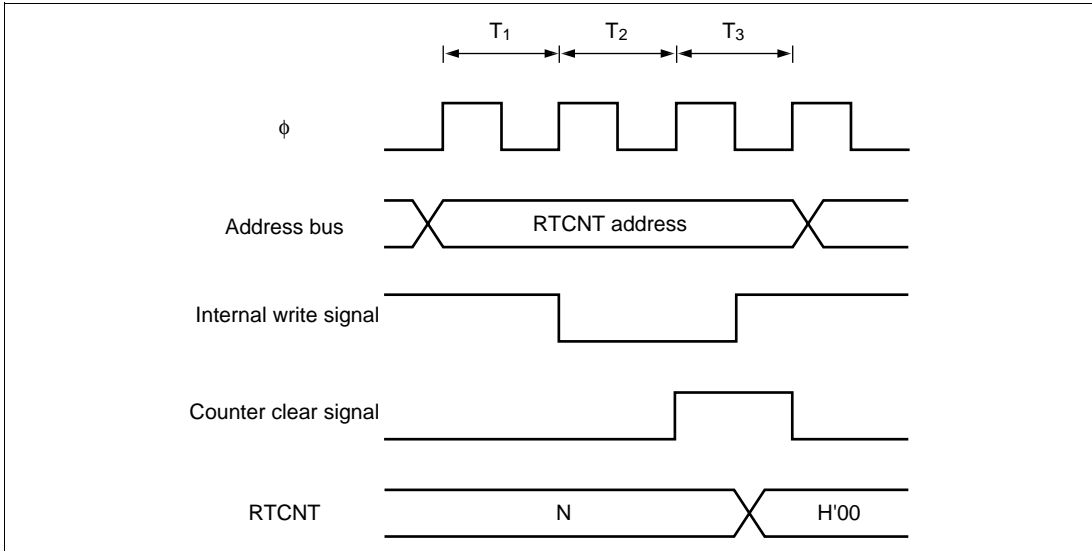 T1 T2 T3
φ
Address bus
RTCNT address
Internal write signal
Counter clear signal
RTCNT
N
H'00